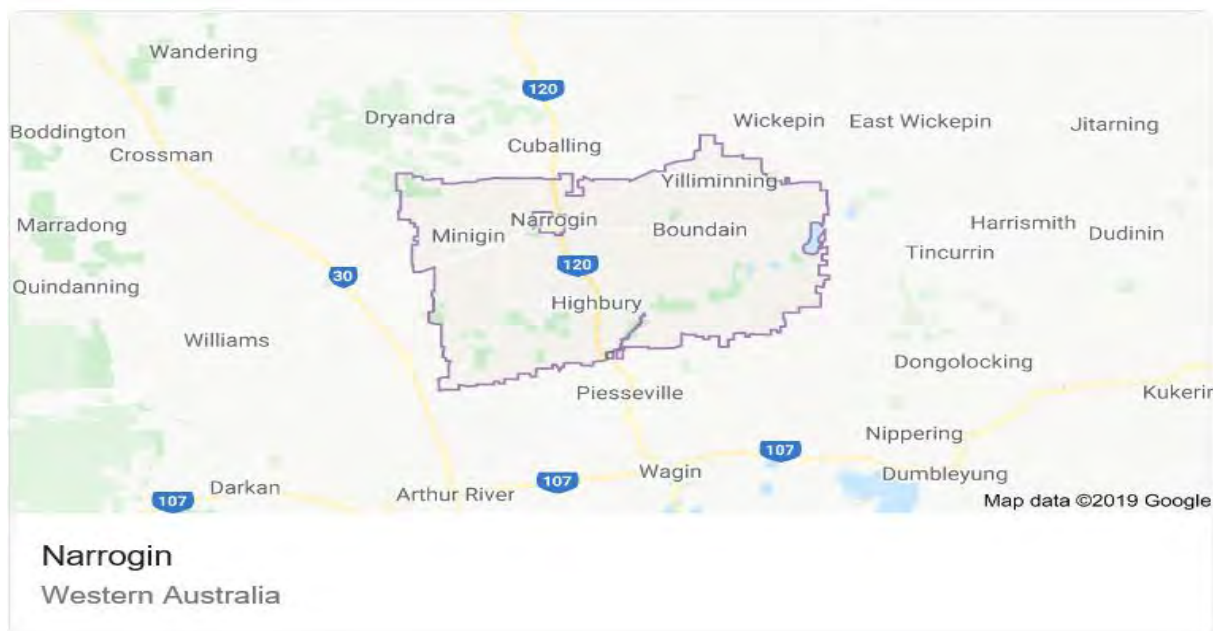 Wandering
120
Dryandra
Wickepin
East Wickepin
Jitarning
Boddington
Crossman
Cuballing
Yilliminning
Marradong
Narrogin
Minigin
Boundain
Harrismith
Dudinin
Tincurrin
30
120
Quindanning
Highbury
Williams
Dongolocking
Piesseville
Kukerin
Nippering
107
Wagin
Dumbleyung
Darkan
Arthur River
107
107
Map data ©2019 Google
Narrogin
Western Australia